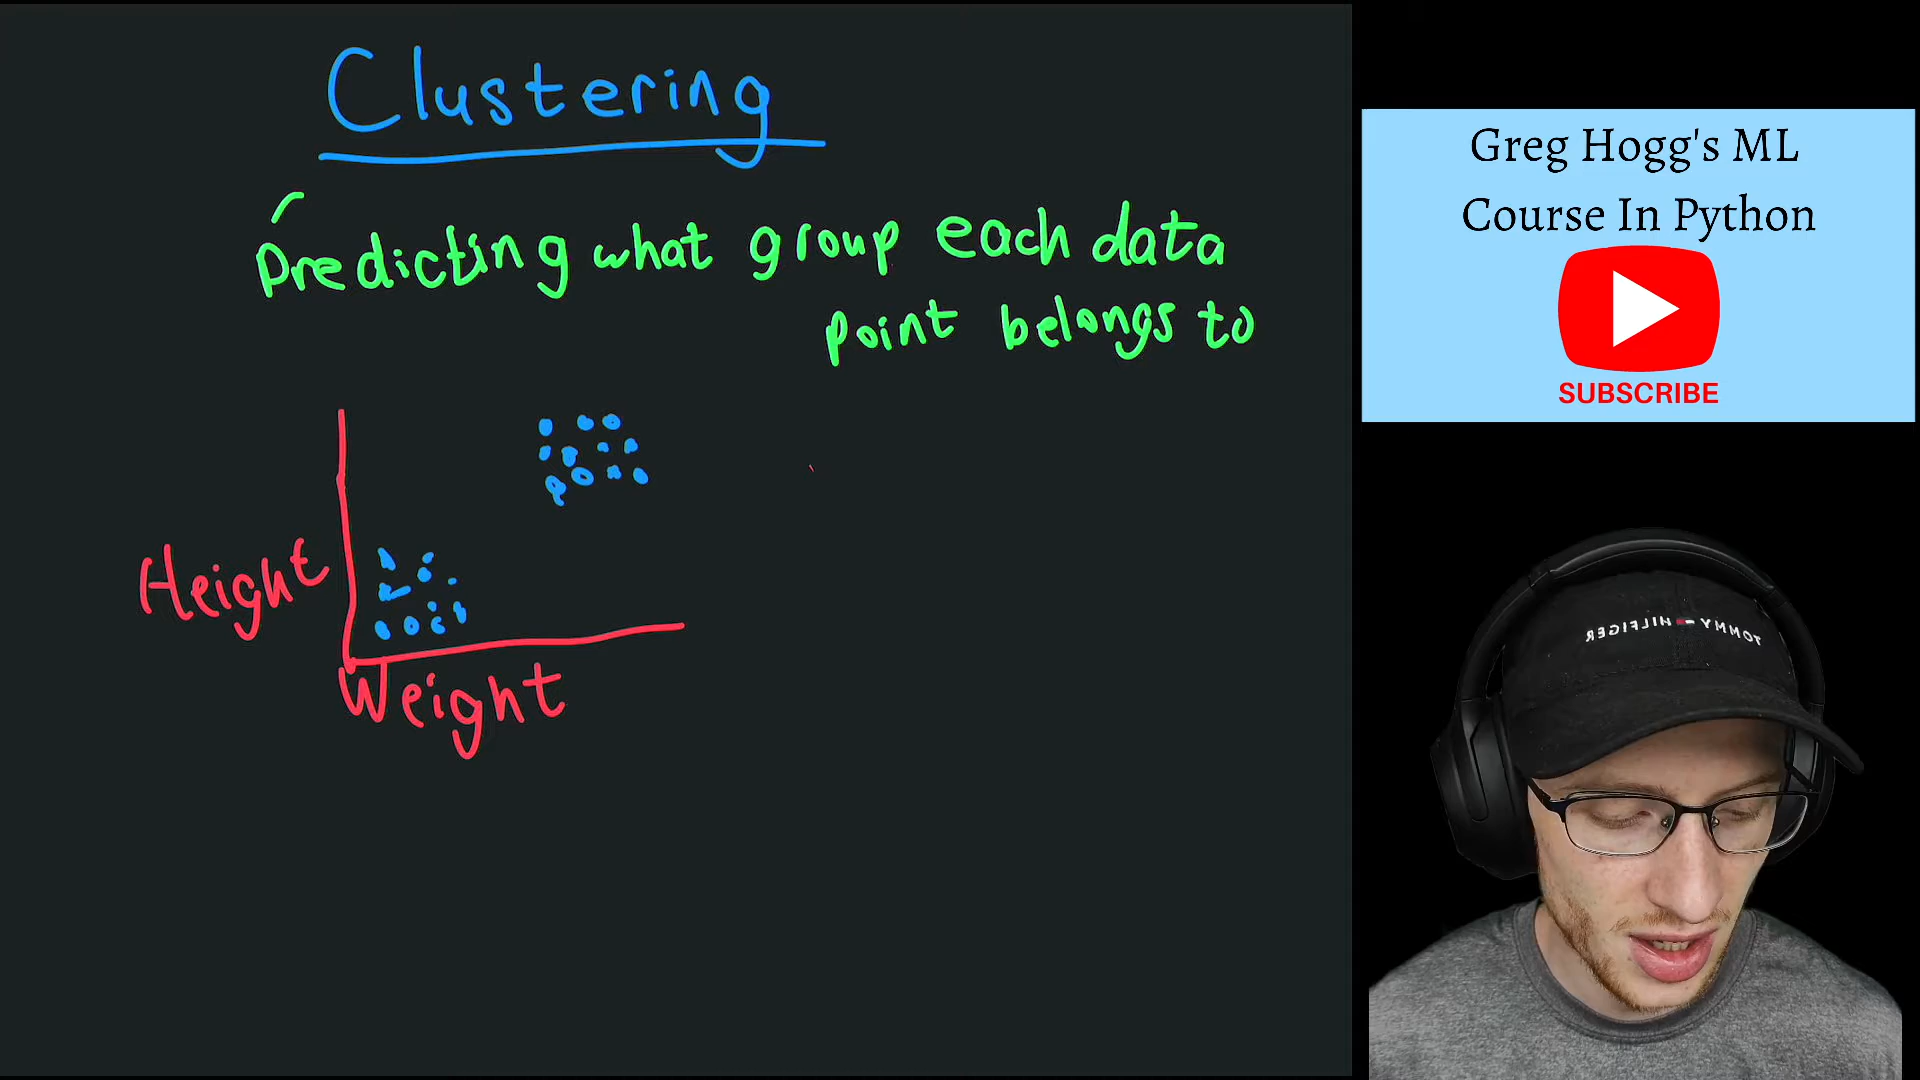 Clustering
Predicting what group each data
point belongs to
Height
Weight
Greg Hogg's ML
Course In Python
SUBSCRIBE
TOMMY HILFIGER